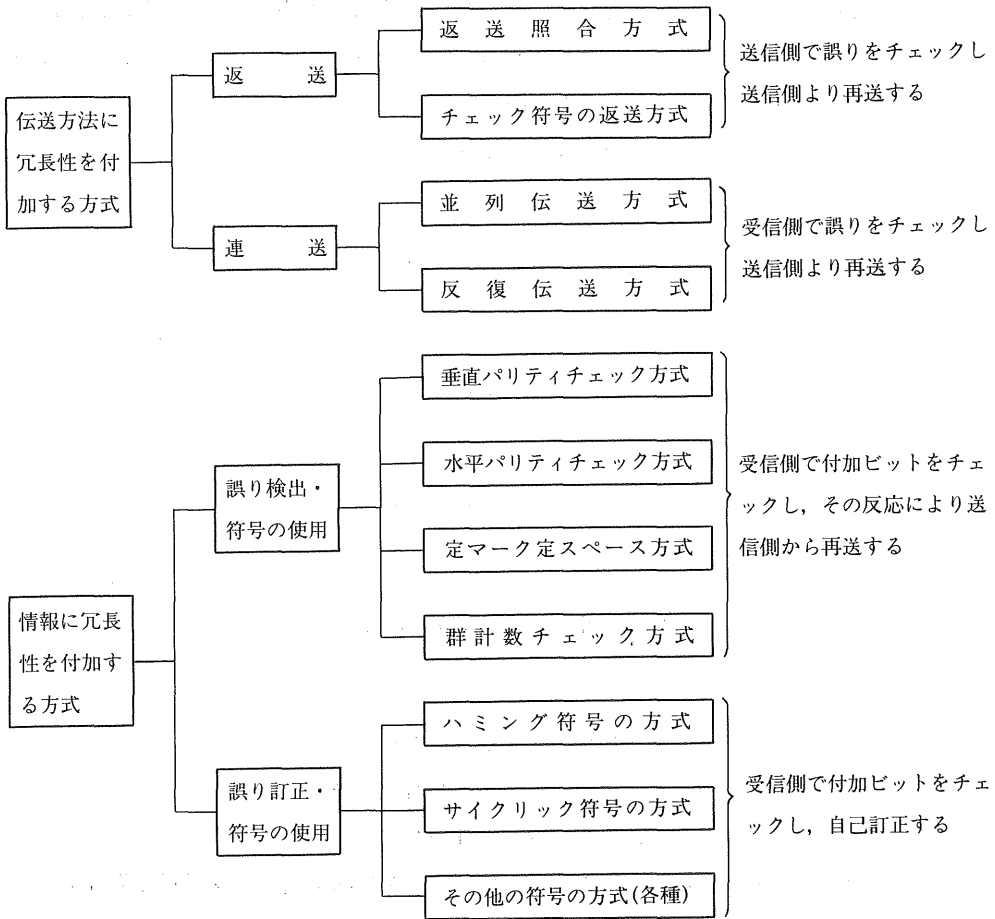 伝送方法に
冗長性を付
加する方式
返送
返送照合方式
チェック符号の返送方式
送信側で誤りをチェックし
送信側より再送する
連送
並列伝送方式
反復伝送方式
受信側で誤りをチェックし
送信側より再送する
情報に冗長
性を付加す
る方式
誤り検出・
符号の使用
垂直パリティチェック方式
水平パリティチェック方式
定マーク定スペース方式
群計数チェック方式
受信側で付加ビットをチェ
ックし，その反応により送
信側から再送する
誤り訂正・
符号の使用
ハミング符号の方式
サイクリック符号の方式
その他の符号の方式(各種)
受信側で付加ビットをチェ
ックし，自己訂正する